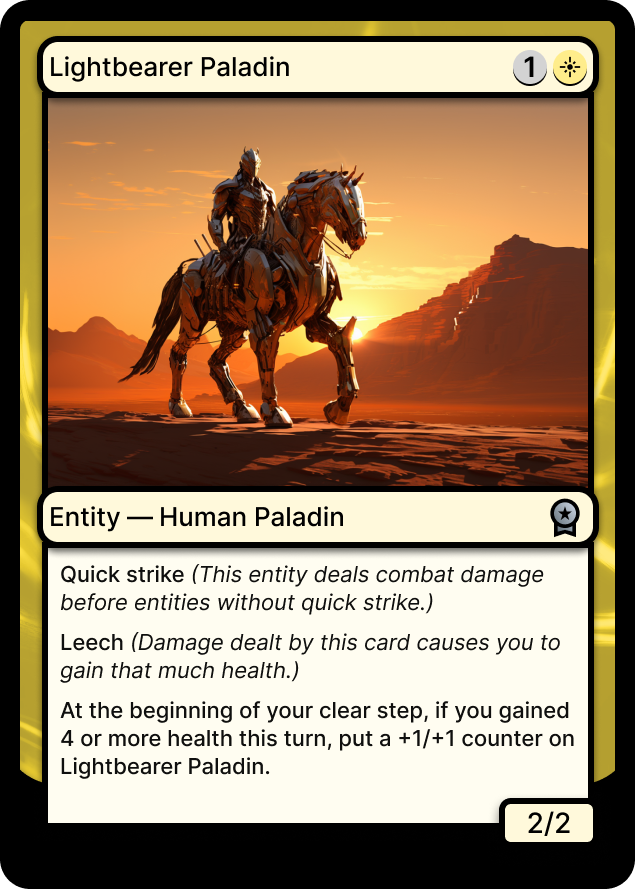 Lightbearer Paladin 1
Entity — Human Paladin
Quick strike (This entity deals combat damage
before entities without quick strike.)
Leech (Damage dealt by this card causes you to
gain that much health.)
At the beginning of your clear step, if you gained
4 or more health this turn, put a +1/+1 counter on
Lightbearer Paladin.
2/2